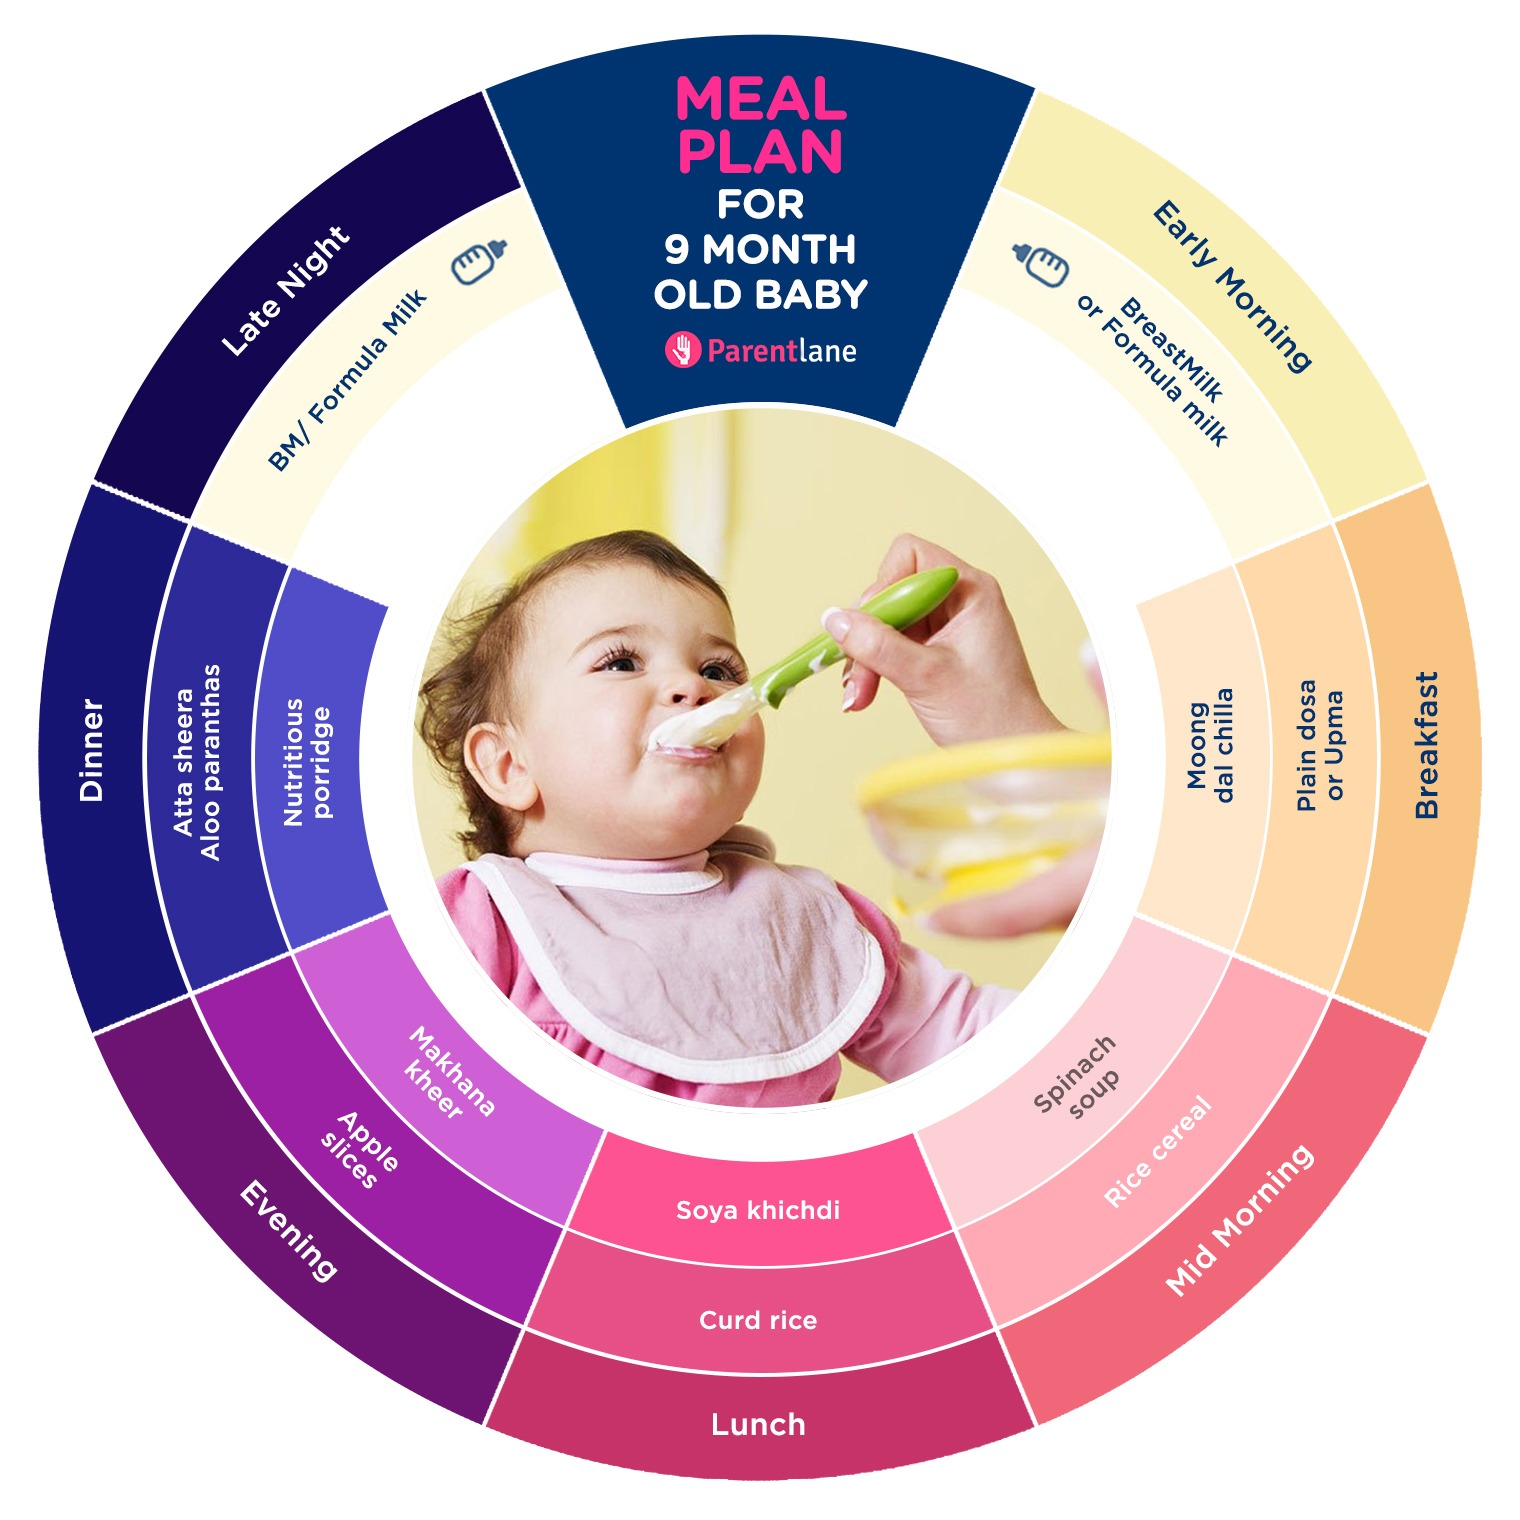 MEAL
PLAN
FOR
9 MONTH
OLD BABY
Parentlane
Early Morning
BreastMilk
or Formula milk
Breakfast
Plain dosa
or Upma
Moong
dal chilla
Mid Morning
Rice cereal
Spinach
soup
Lunch
Curd rice
Soya khichdi
Evening
Apple
slices
Makhana
kheer
Dinner
Atta sheera
Aloo paranthas
Nutritious
porridge
Late Night
BM/ Formula Milk